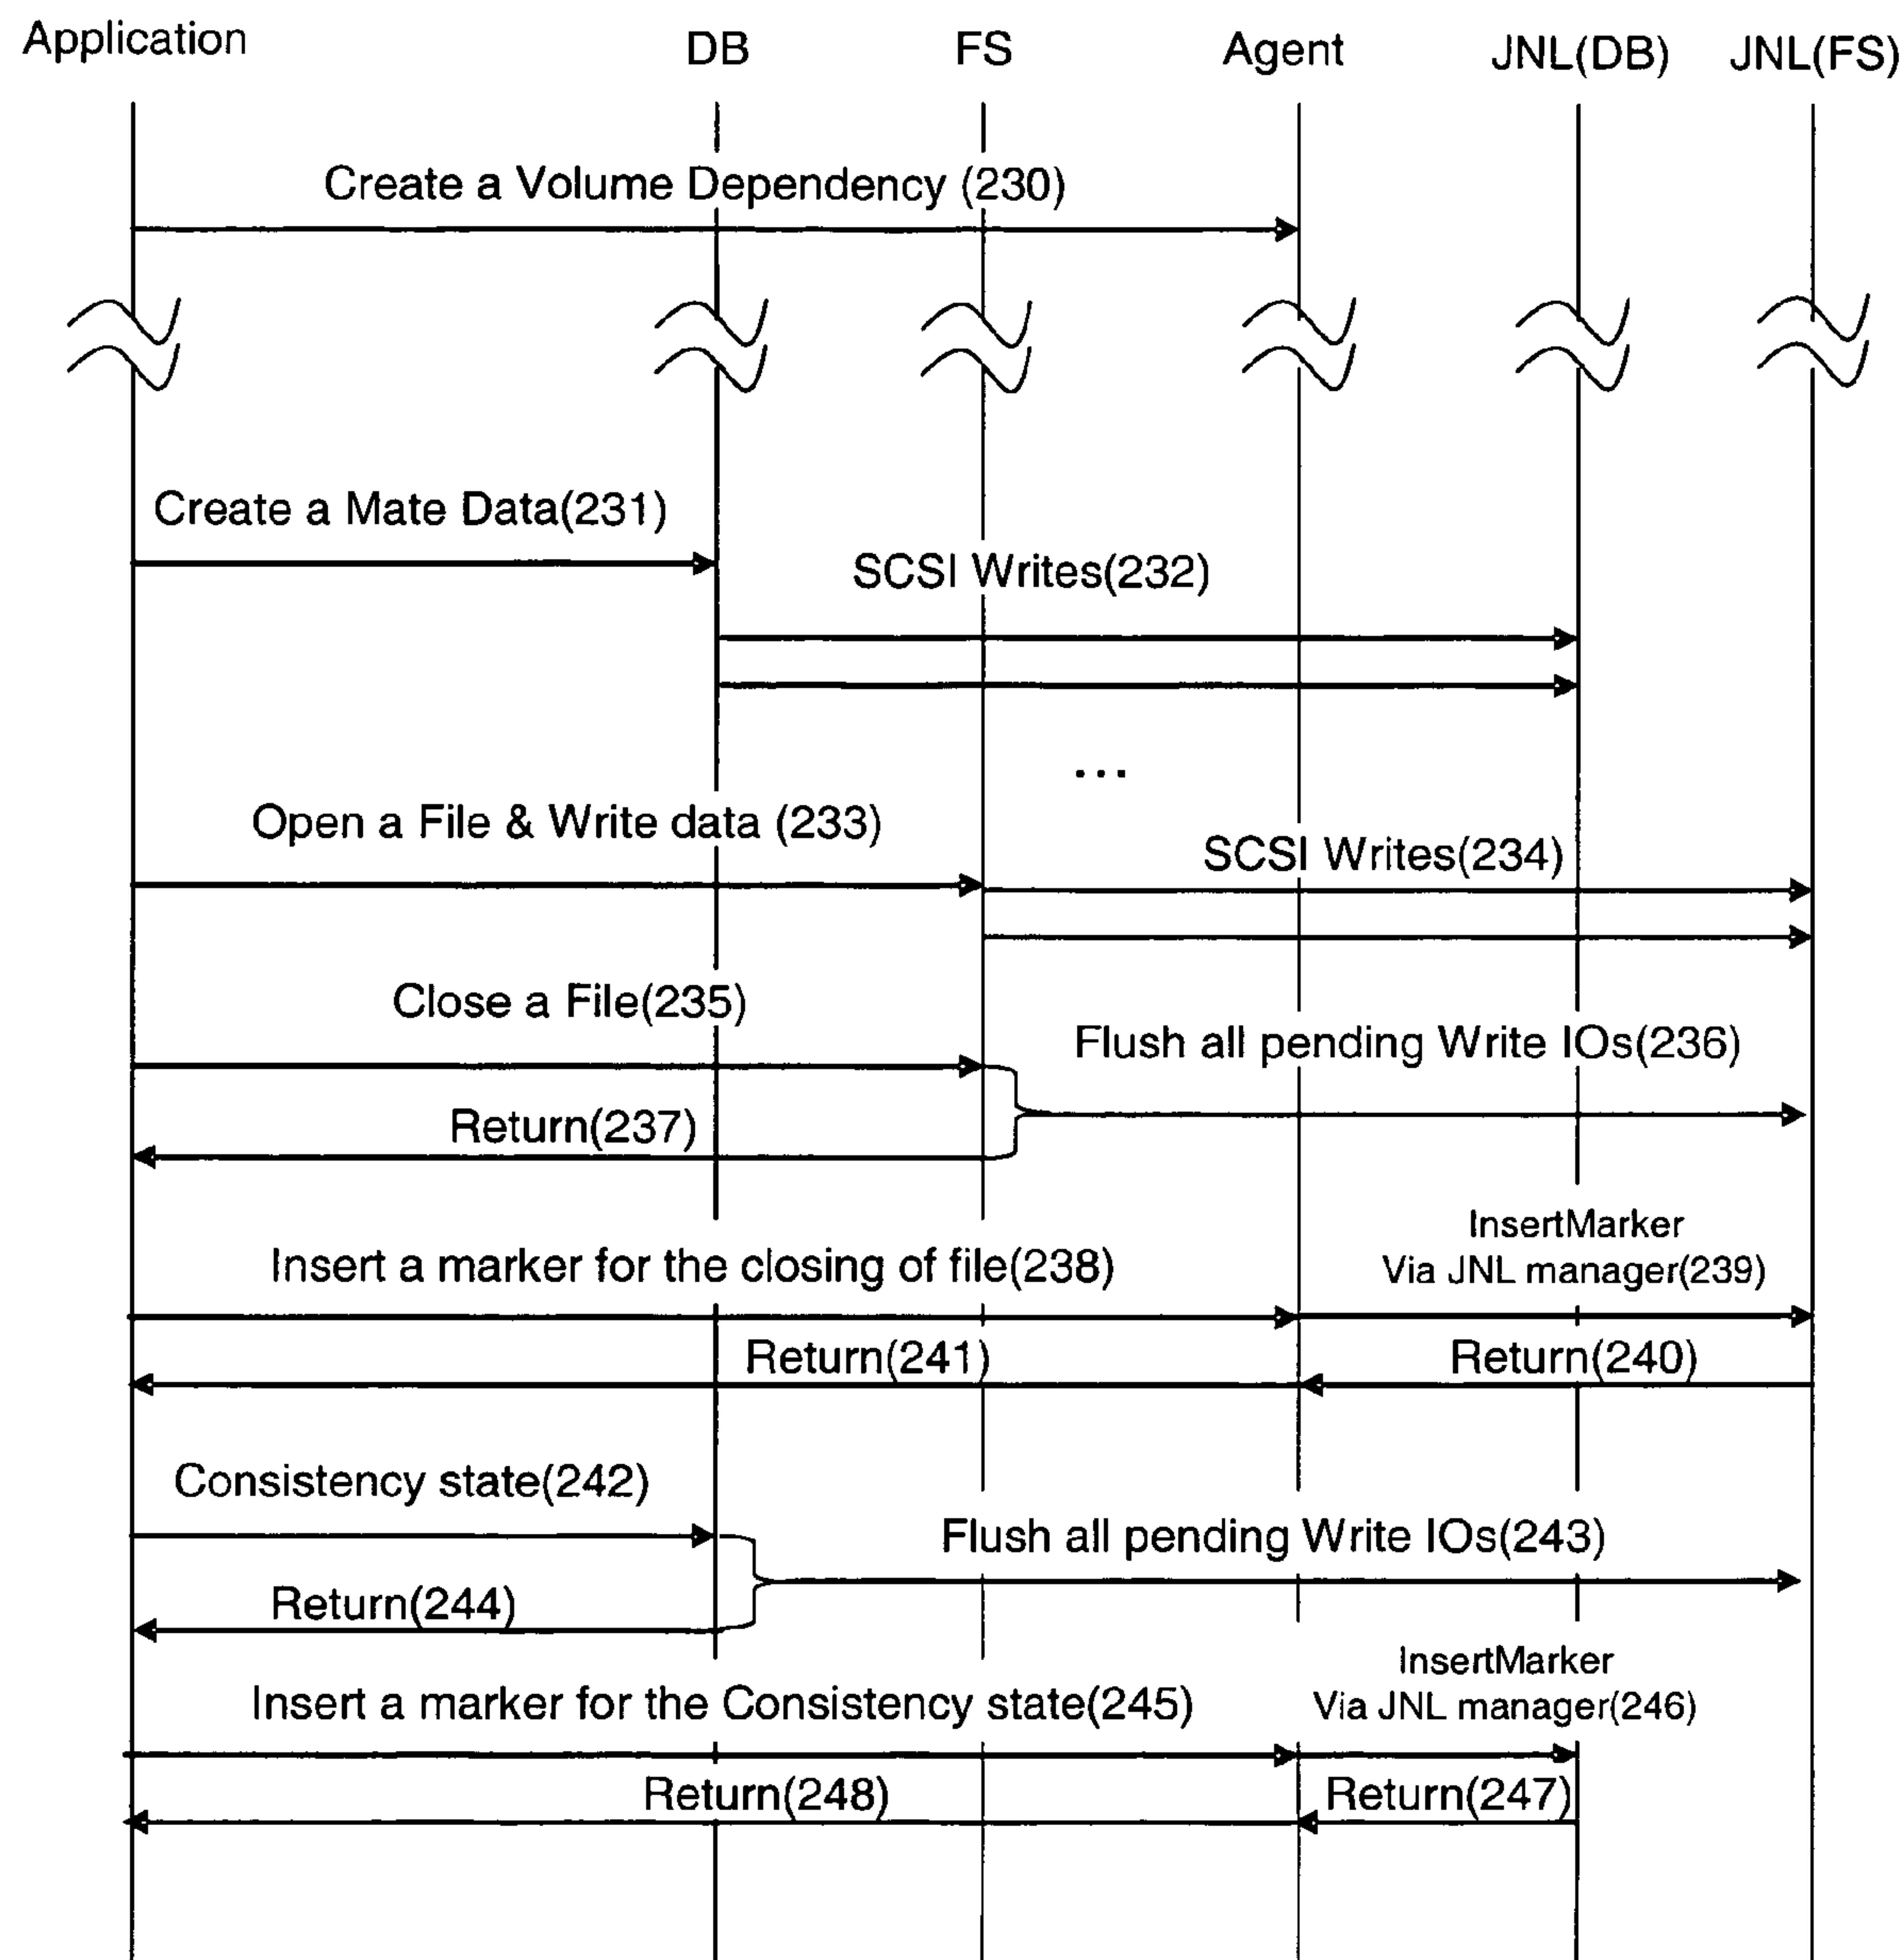 Application DB FS Agent JNL(DB) JNL(FS)
Create a Volume Dependency (230)
Create a Mate Data(231)
SCSI Writes(232)
...
Open a File & Write data (233)
SCSI Writes(234)
Close a File(235)
Flush all pending Write IOs(236)
Return(237)
InsertMarker
Insert a marker for the closing of file(238) Via JNL manager(239)
Return(241) Return(240)
Consistency state(242)
Flush all pending Write IOs(243)
Return(244)
InsertMarker
Insert a marker for the Consistency state(245) Via JNL manager(246)
Return(248) Return(247)